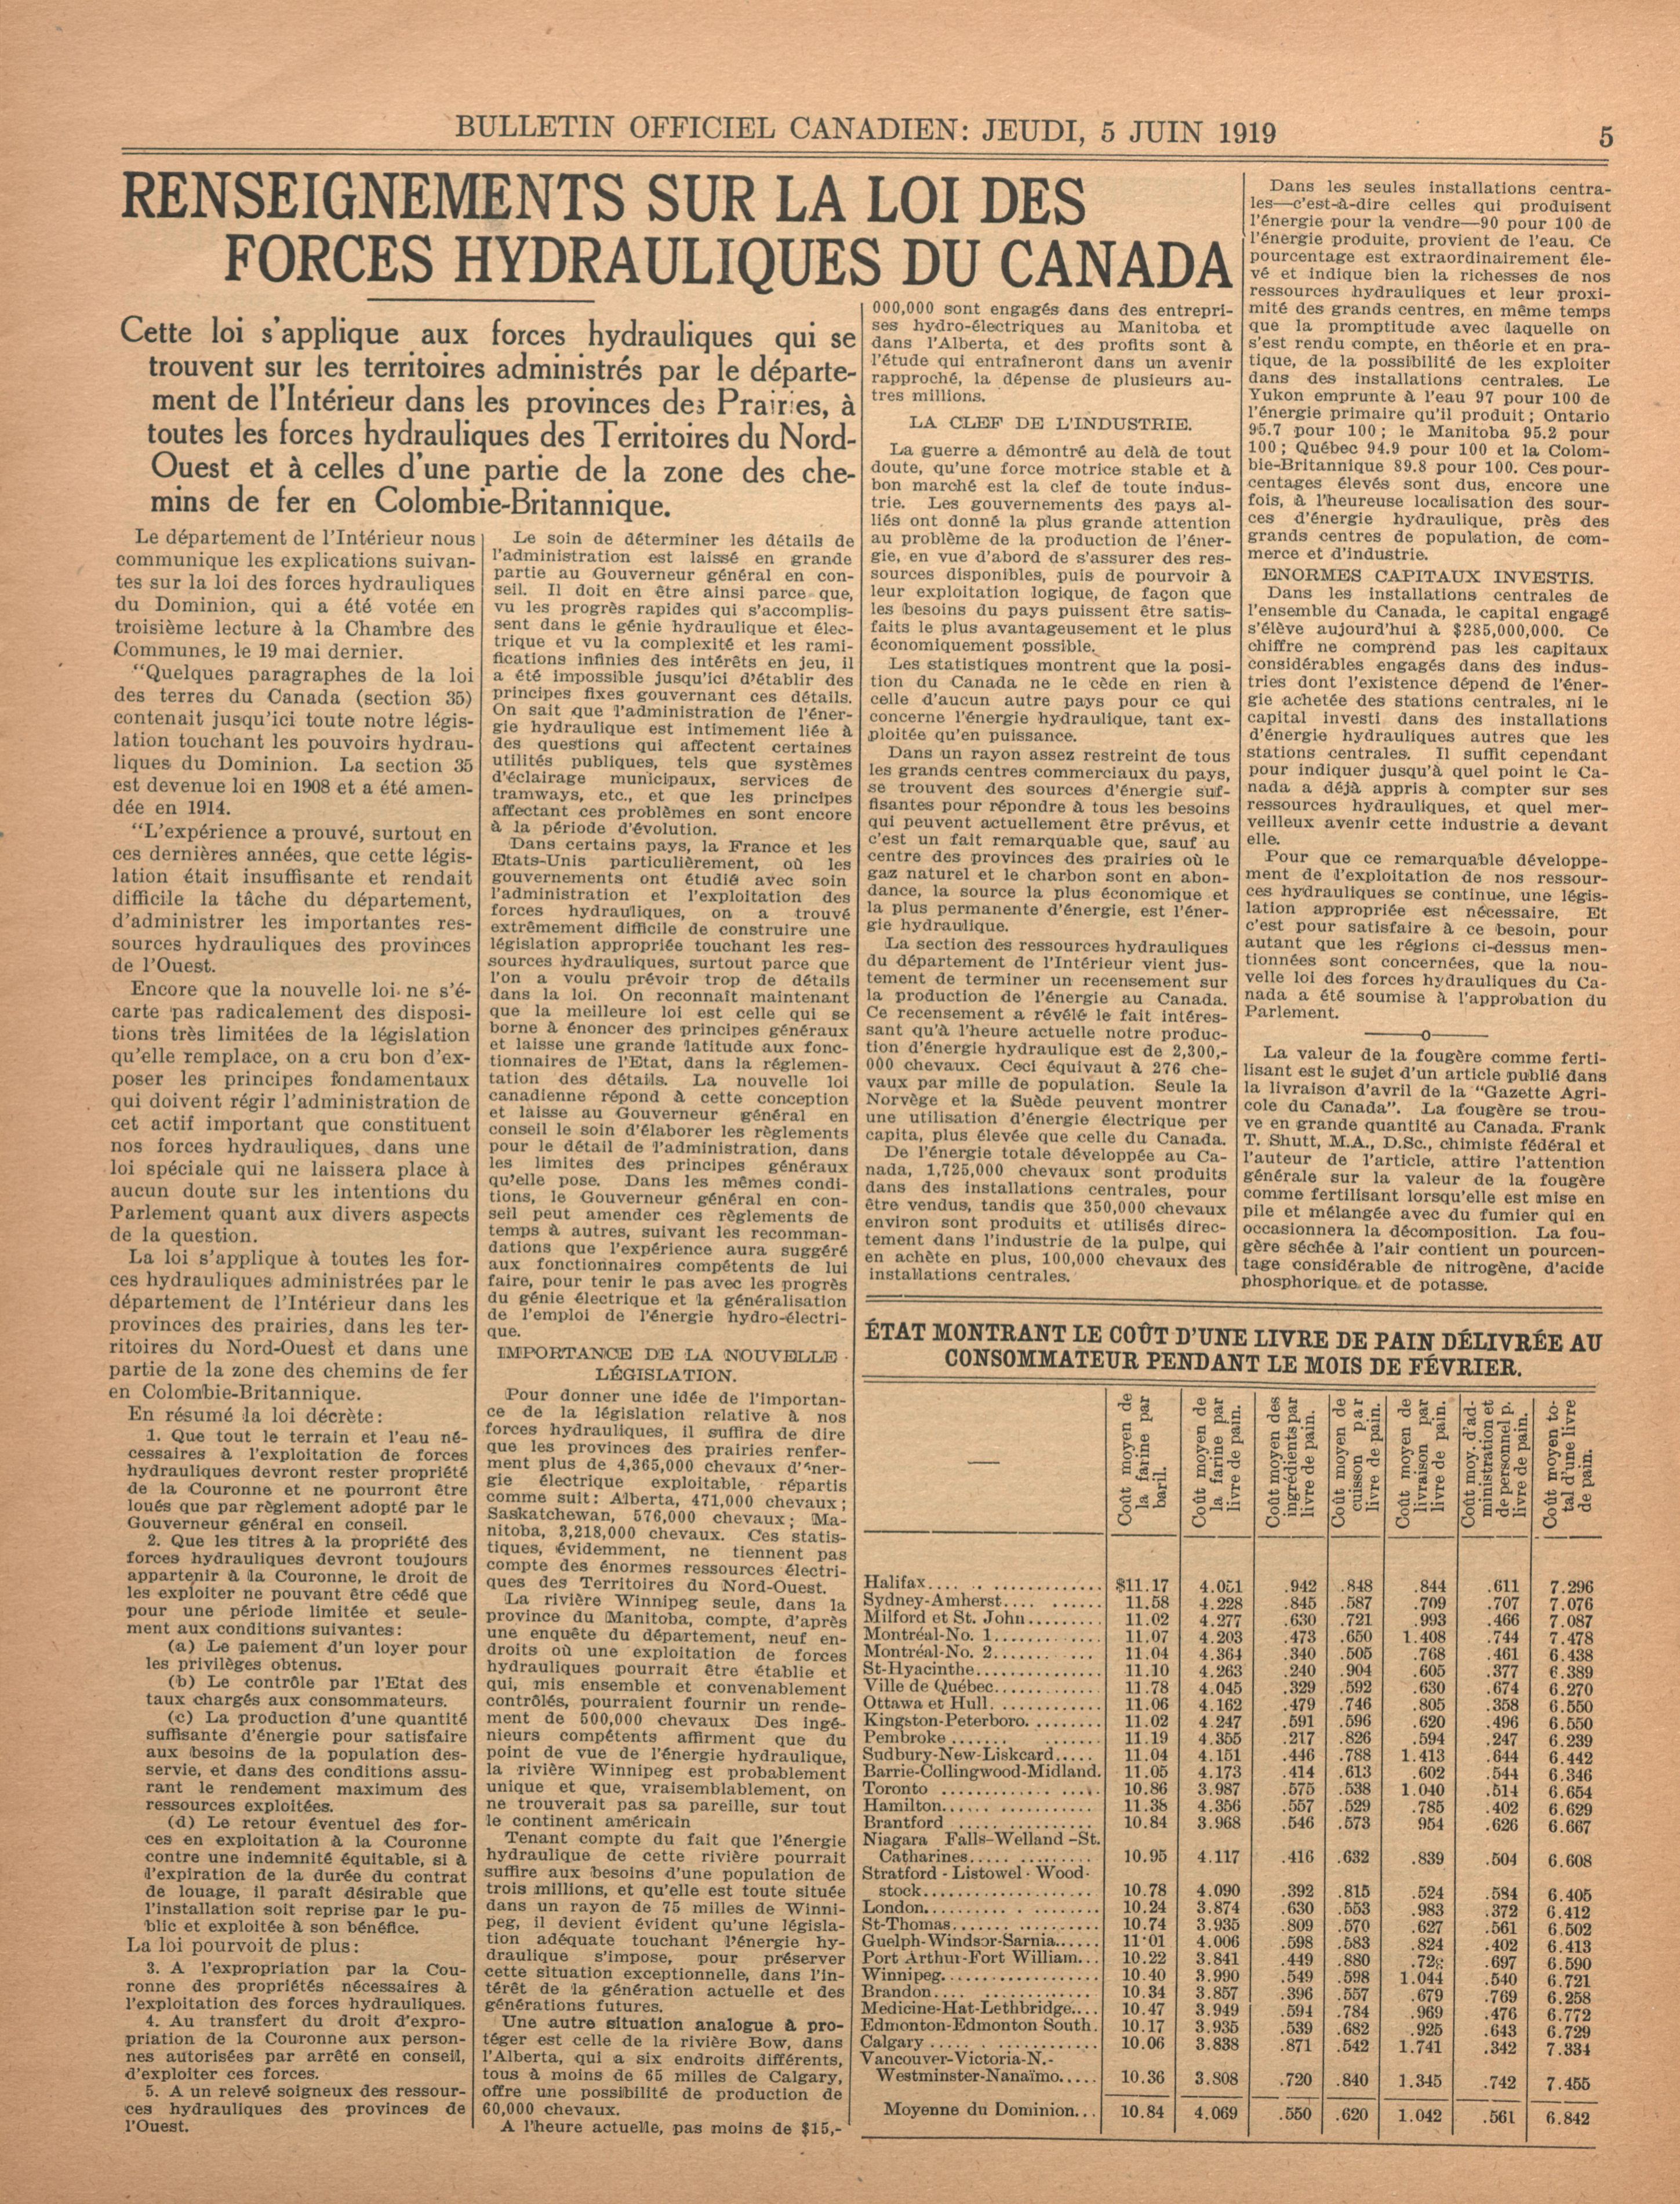 BULLETIN OFFICIEL CANADIEN: JEUDI, 5 JUIN 1919
5
RENSEIGNEMENTS SUR LA LOI DES
FORCES HYDRAULIQUES DU CANADA
Cette loi s'applique aux forces hydrauliques qui se
trouvent sur les territoires administrés par le départe-
ment de l'Intérieur dans les provinces des Prairies, à
toutes les forces hydrauliques des Territoires du Nord-
Ouest et à celles d'une partie de la zone des che-
mins de fer en Colombie-Britannique.
Le département de l'Intérieur nous
communique les explications suivan-
tes sur la loi des forces hydrauliques
du Dominion, qui a été votée en
troisième lecture à la Chambre des
Communes, le 19 mai dernier.
"Quelques paragraphes de la loi
des terres du Canada (section 35)
contenait jusqu'ici toute notre légis-
lation touchant les pouvoirs hydrau-
liques du Dominion. La section 35
est devenue loi en 1908 et a été amen-
dée en 1914.
"L'expérience a prouvé, surtout en
ces dernières années, que cette légis-
lation était insuffisante et rendait
difficile la tâche du département,
d'administrer les importantes res-
sources hydrauliques des provinces
de l'Ouest.
Encore que la nouvelle loi ne s'é-
carte pas radicalement des disposi-
tions très limitées de la législation
qu'elle remplace, on a cru bon d'ex-
poser les principes fondamentaux
qui doivent régir l'administration de
cet actif important que constituent
nos forces hydrauliques, dans une
loi spéciale qui ne laissera place à
aucun doute sur les intentions du
Parlement quant aux divers aspects
de la question.
La loi s'applique à toutes les for-
ces hydrauliques administrées par le
département de l'Intérieur dans les
provinces des prairies, dans les ter-
ritoires du Nord-Ouest et dans une
partie de la zone des chemins de fer
en Colombie-Britannique.
En résumé la loi décrète:
1. Que tout le terrain et l'eau né-
cessaires à l'exploitation de forces
hydrauliques devront rester propriété
de la Couronne et ne pourront être
loués que par règlement adopté par le
Gouverneur général en conseil.
2. Que les titres à la propriété des
forces hydrauliques devront toujours
appartenir à la Couronne, le droit de
les exploiter ne pouvant être cédé que
pour une période limitée et seule-
ment aux conditions suivantes:
(a) Le paiement d'un loyer pour
les privilèges obtenus.
(b) Le contrôle par l'Etat des
taux chargés aux consommateurs.
(c) La production d'une quantité
suffisante d'énergie pour satisfaire
aux besoins de la population des-
servie, et dans des conditions assu-
rant le rendement maximum des
ressources exploitées.
(d) Le retour éventuel des for-
ces en exploitation à la Couronne
contre une indemnité équitable, si à
l'expiration de la durée du contrat
de louage, il paraît désirable que
l'installation soit reprise par le pu-
blic et exploitée à son bénéfice.
La loi pourvoit de plus:
3. A l'expropriation par la Cou-
ronne des propriétés nécessaires à
l'exploitation des forces hydrauliques.
4. Au transfert du droit d'expro-
priation de la Couronne aux person-
nes autorisées par arrêté en conseil,
d'exploiter ces forces.
5. A un relevé soigneux des ressour-
ces hydrauliques des provinces de
l'Ouest.
Le soin de déterminer les détails de
l'administration est laissé en grande
partie au Gouverneur général en con-
seil. Il doit en être ainsi parce que,
vu les progrès rapides qui s'accomplis-
sent dans le génie hydraulique et élec-
trique et vu la complexité et les rami-
fications infinies des intérêts en jeu, il
a été impossible jusqu'ici d'établir des
principes fixes gouvernant ces détails.
On sait que l'administration de l'éner-
gie hydraulique est intimement liée à
des questions qui affectent certaines
utilités publiques, tels que systèmes
d'éclairage municipaux, services de
tramways, etc., et que les principes
affectant ces problèmes en sont encore
à la période d'évolution.
Dans certains pays, la France et les
Etats-Unis particulièrement, où les
gouvernements ont étudié avec soin
l'administration et l'exploitation des
forces hydrauliques, on a trouvé
extrêmement difficile de construire une
législation appropriée touchant les res-
sources hydrauliques, surtout parce que
l'on a voulu prévoir trop de détails
dans la loi. On reconnaît maintenant
que la meilleure loi est celle qui se
borne à énoncer des principes généraux
et laisse une grande latitude aux fonc-
tionnaires de l'Etat, dans la réglemen-
tation des détails. La nouvelle loi
canadienne répond à cette conception
et laisse au Gouverneur général en
conseil le soin d'élaborer les règlements
pour le détail de l'administration, dans
les limites des principes généraux
qu'elle pose. Dans les mêmes condi-
tions, le Gouverneur général en con-
seil peut amender ces règlements de
temps à autres, suivant les recomman-
dations que l'expérience aura suggéré
aux fonctionnaires compétents de lui
faire, pour tenir le pas avec les progrès
du génie électrique et la généralisation
de l'emploi de l'énergie hydro-électri-
que.
IMPORTANCE DE LA NOUVELLE
LÉGISLATION.
Pour donner une idée de l'importan-
ce de la législation relative à nos
forces hydrauliques, il suffira de dire
que les provinces des prairies renfer-
ment plus de 4,365,000 chevaux d'éner-
gie électrique exploitable, répartis
comme suit: Alberta, 471,000 chevaux;
Saskatchewan, 576,000 chevaux; Ma-
nitoba, 3,218,000 chevaux. Ces statis-
tiques, évidemment, ne tiennent pas
compte des énormes ressources électri-
ques des Territoires du Nord-Ouest.
La rivière Winnipeg seule, dans la
province du Manitoba, compte, d'après
une enquête du département, neuf en-
droits où une exploitation de forces
hydrauliques pourrait être établie et
qui, mis ensemble et convenablement
contrôlés, pourraient fournir un rende-
ment de 500,000 chevaux Des ingé-
nieurs compétents affirment que du
point de vue de l'énergie hydraulique,
la rivière Winnipeg est probablement
unique et que, vraisemblablement, on
ne trouverait pas sa pareille, sur tout
le continent américain
Tenant compte du fait que l'énergie
hydraulique de cette rivière pourrait
suffire aux besoins d'une population de
trois millions, et qu'elle est toute située
dans un rayon de 75 milles de Winni-
peg, il devient évident qu'une législa-
tion adéquate touchant l'énergie hy-
draulique s'impose, pour préserver
cette situation exceptionnelle, dans l'in-
térêt de la génération actuelle et des
générations futures.
Une autre situation analogue à pro-
téger est celle de la rivière Bow, dans
l'Alberta, qui a six endroits différents,
tous à moins de 65 milles de Calgary,
offre une possibilité de production de
60,000 chevaux.
A l'heure actuelle, pas moins de $15,-
000,000 sont engagés dans des entrepri-
ses hydro-électriques au Manitoba et
dans l'Alberta, et des profits sont à
l'étude qui entraîneront dans un avenir
rapproché, la dépense de plusieurs au-
tres millions.
LA CLEF DE L'INDUSTRIE.
La guerre a démontré au delà de tout
doute, qu'une force motrice stable et à
bon marché est la clef de toute indus-
trie. Les gouvernements des pays al-
liés ont donné la plus grande attention
au problème de la production de l'éner-
gie, en vue d'abord de s'assurer des res-
sources disponibles, puis de pourvoir à
leur exploitation logique, de façon que
les besoins du pays puissent être satis-
faits le plus avantageusement et le plus
économiquement possible.
Les statistiques montrent que la posi-
tion du Canada ne le cède en rien à
celle d'aucun autre pays pour ce qui
concerne l'énergie hydraulique, tant ex-
ploitée qu'en puissance.
Dans un rayon assez restreint de tous
les grands centres commerciaux du pays,
se trouvent des sources d'énergie suf-
fisantes pour répondre à tous les besoins
qui peuvent actuellement être prévus, et
c'est un fait remarquable que, sauf au
centre des provinces des prairies où le
gaz naturel et le charbon sont en abon-
dance, la source la plus économique et
la plus permanente d'énergie, est l'éner-
gie hydraulique.
La section des ressources hydrauliques
du département de l'Intérieur vient jus-
tement de terminer un recensement sur
la production de l'énergie au Canada.
Ce recensement a révélé le fait intéres-
sant qu'à l'heure actuelle notre produc-
tion d'énergie hydraulique est de 2,300,-
000 chevaux. Ceci équivaut à 276 che-
vaux par mille de population. Seule la
Norvège et la Suède peuvent montrer
une utilisation d'énergie électrique per
capita, plus élevée que celle du Canada.
De l'énergie totale développée au Ca-
nada, 1,725,000 chevaux sont produits
dans des installations centrales, pour
être vendus, tandis que 350,000 chevaux
environ sont produits et utilisés direc-
tement dans l'industrie de la pulpe, qui
en achète en plus, 100,000 chevaux des
installations centrales.
Dans les seules installations centra-
les—c'est-à-dire celles qui produisent
l'énergie pour la vendre—90 pour 100 de
l'énergie produite, provient de l'eau. Ce
pourcentage est extraordinairement éle-
vé et indique bien la richesses de nos
ressources hydrauliques et leur proxi-
mité des grands centres, en même temps
que la promptitude avec laquelle on
s'est rendu compte, en théorie et en pra-
tique, de la possibilité de les exploiter
dans des installations centrales. Le
Yukon emprunte à l'eau 97 pour 100 de
l'énergie primaire qu'il produit; Ontario
95.7 pour 100; le Manitoba 95.2 pour
100; Québec 94.9 pour 100 et la Colom-
bie-Britannique 89.8 pour 100. Ces pour-
centages élevés sont dus, encore une
fois, à l'heureuse localisation des sour-
ces d'énergie hydraulique, près des
grands centres de population, de com-
merce et d'industrie.
ENORMES CAPITAUX INVESTIS.
Dans les installations centrales de
l'ensemble du Canada, le capital engagé
s'élève aujourd'hui à $285,000,000. Ce
chiffre ne comprend pas les capitaux
considérables engagés dans des indus-
tries dont l'existence dépend de l'éner-
gie achetée des stations centrales, ni le
capital investi dans des installations
d'énergie hydrauliques autres que les
stations centrales. Il suffit cependant
pour indiquer jusqu'à quel point le Ca-
nada a déjà appris à compter sur ses
ressources hydrauliques, et quel mer-
veilleux avenir cette industrie a devant
elle.
Pour que ce remarquable développe-
ment de l'exploitation de nos ressour-
ces hydrauliques se continue, une légis-
lation appropriée est nécessaire. Et
c'est pour satisfaire à ce besoin, pour
autant que les régions ci-dessus men-
tionnées sont concernées, que la nou-
velle loi des forces hydrauliques du Ca-
nada a été soumise à l'approbation du
Parlement.
La valeur de la fougère comme ferti-
lisant est le sujet d'un article publié dans
la livraison d'avril de la "Gazette Agri-
cole du Canada". La fougère se trou-
ve en grande quantité au Canada. Frank
T. Shutt, M.A., D.Sc., chimiste fédéral et
l'auteur de l'article, attire l'attention
générale sur la valeur de la fougère
comme fertilisant lorsqu'elle est mise en
pile et mélangée avec du fumier qui en
occasionnera la décomposition. La fou-
gère séchée à l'air contient un pourcen-
tage considérable de nitrogène, d'acide
phosphorique et de potasse.
ÉTAT MONTRANT LE COÛT D'UNE LIVRE DE PAIN DÉLIVRÉE AU
CONSOMMATEUR PENDANT LE MOIS DE FÉVRIER.
Coût moyen de la farine par baril.
Coût moyen de la farine par livre de pain.
Coût moyen des ingrédients par livre de pain.
Coût moyen de cuisson par livre de pain.
Coût moyen de livraison par livre de pain.
Coût moy. d'ad-ministration et de personnel p. livre de pain.
Coût moyen to-tal d'une livre de pain.
Halifax.... $11.17 4.051 .942 .848 .844 .611 7.296
Sydney-Amherst.... 11.58 4.228 .845 .587 .709 .707 7.076
Milford et St. John.... 11.02 4.277 .630 .721 .993 .466 7.087
Montréal-No. 1.... 11.07 4.203 .473 .650 1.408 .744 7.478
Montréal-No. 2.... 11.04 4.364 .340 .505 .768 .461 6.438
St-Hyacinthe.... 11.10 4.263 .240 .904 .605 .377 6.389
Ville de Québec.... 11.78 4.045 .329 .592 .630 .674 6.270
Ottawa et Hull.... 11.06 4.162 .479 .746 .805 .358 6.550
Kingston-Peterboro.... 11.02 4.247 .591 .596 .620 .496 6.550
Pembroke.... 11.19 4.355 .217 .826 .594 .247 6.239
Sudbury-New-Liskeard.... 11.04 4.151 .446 .788 1.413 .644 6.442
Barrie-Collingwood-Midland. 11.05 4.173 .414 .613 .602 .544 6.346
Toronto.... 10.86 3.987 .575 .538 1.040 .514 6.654
Hamilton.... 11.38 4.356 .557 .529 .785 .402 6.629
Brantford.... 10.84 3.968 .546 .573 954 .626 6.667
Niagara Falls-Welland-St.
Catharines.... 10.95 4.117 .416 .632 .839 .504 6.608
Stratford-Listowel-Wood-
stock.... 10.78 4.090 .392 .815 .524 .584 6.405
London.... 10.24 3.874 .630 .553 .983 .372 6.412
St-Thomas.... 10.74 3.935 .809 .570 .627 .561 6.502
Guelph-Windsor-Sarnia.... 11.01 4.006 .598 .583 .824 .402 6.413
Port Arthur-Fort William... 10.22 3.841 .449 .880 .697 6.590
Winnipeg.... 10.40 3.990 .549 .598 1.044 .540 6.721
Brandon.... 10.34 3.857 .396 .557 .679 .769 6.258
Medicine-Hat-Lethbridge.... 10.47 3.949 .594 .784 .969 .476 6.772
Edmonton-Edmonton South. 10.17 3.935 .539 .682 .925 .643 6.729
Calgary.... 10.06 3.838 .871 .542 1.741 .342 7.334
Vancouver-Victoria-N.-
Westminster-Nanaïmo..... 10.36 3.808 .720 .840 1.345 .742 7.455
Moyenne du Dominion... 10.84 4.069 .550 .620 1.042 .561 6.842